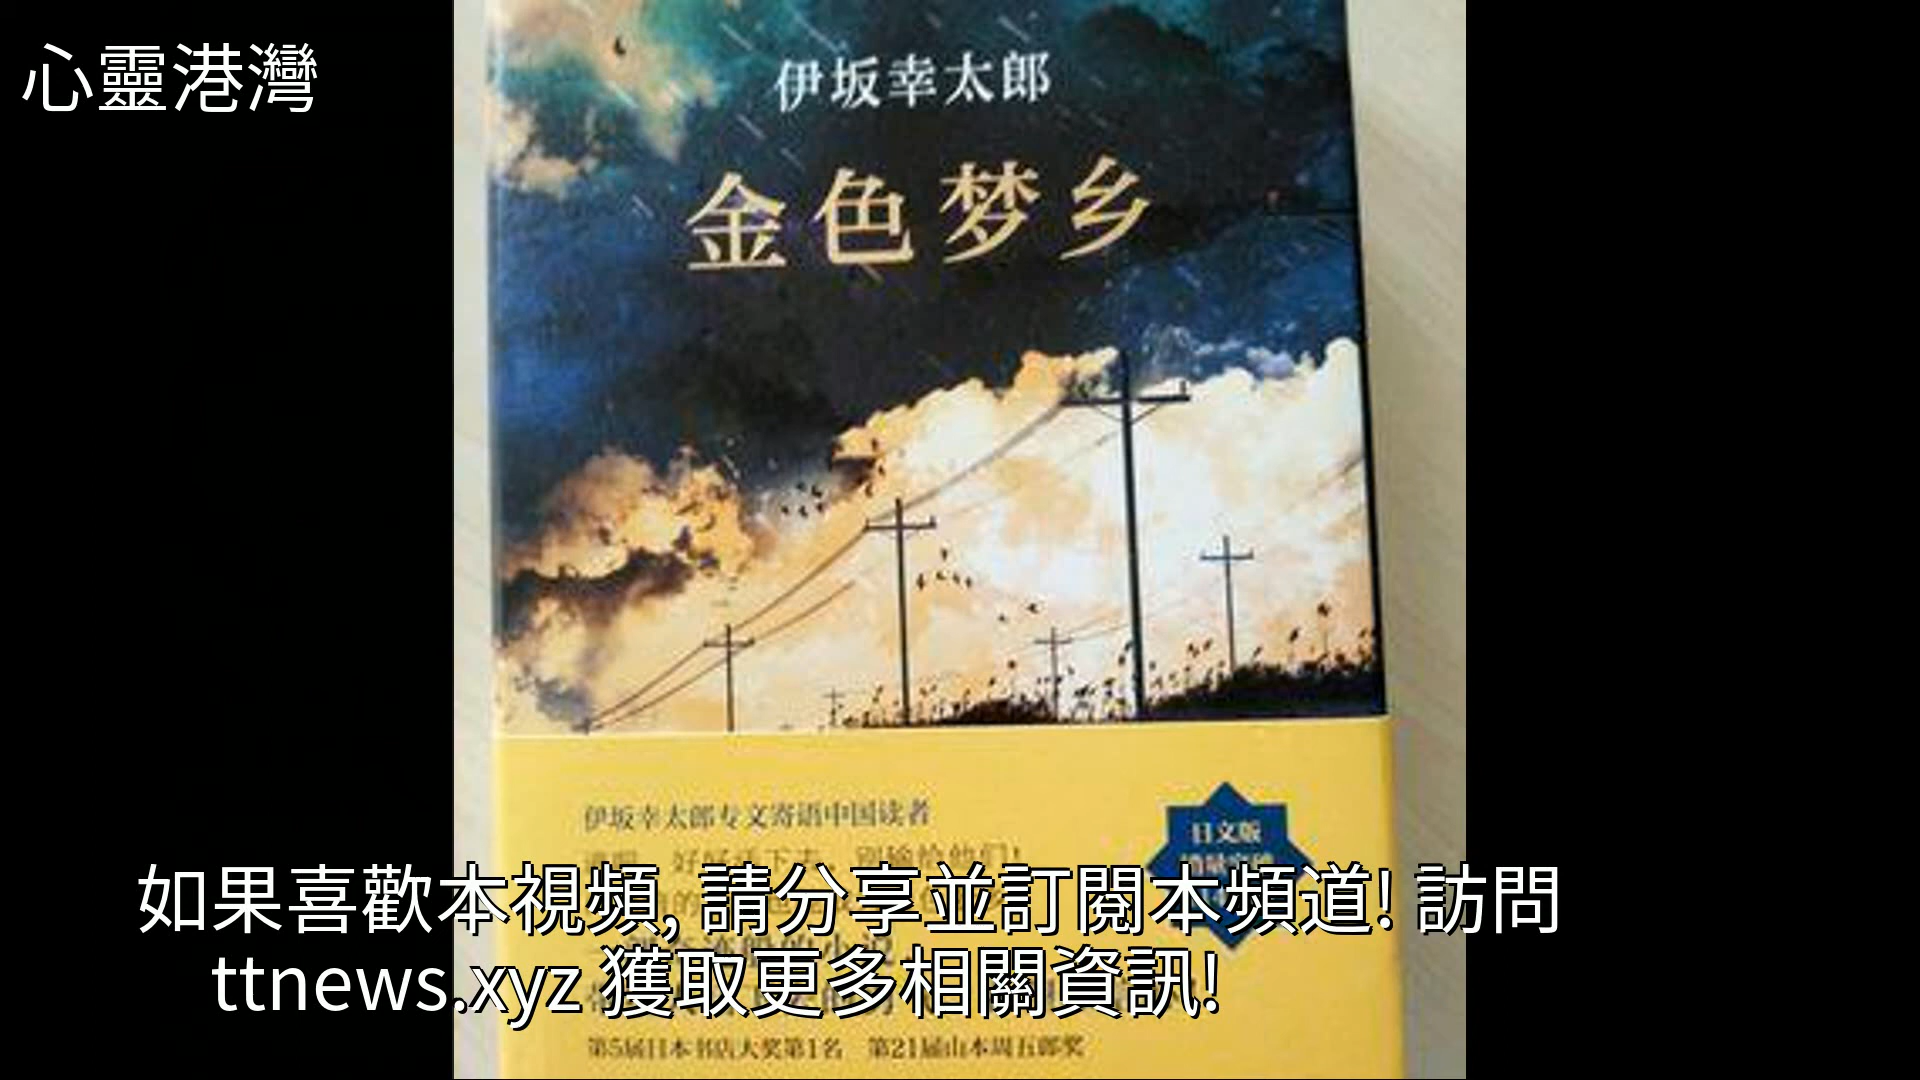 心靈港灣
伊坂幸太郎
金色梦乡
伊坂幸太郎专文寄语中国读者
日文版
如果喜歡本視頻, 請分享並訂閱本頻道! 訪問
ttnews.xyz 獲取更多相關資訊!
第5届日本书店大奖第1名 第21届山本周五郎奖